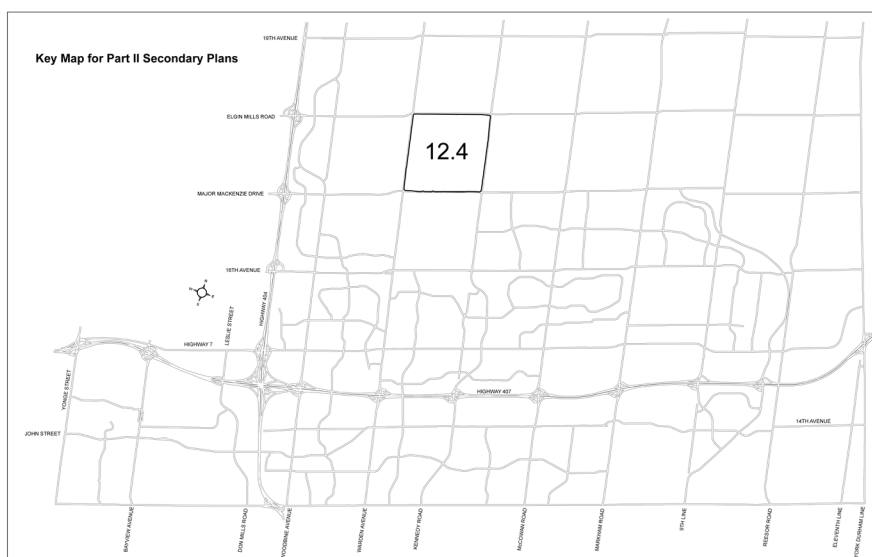 19TH AVENUE
Key Map for Part II Secondary Plans
ELGIN MILLS ROAD
12.4
MAJOR MACKENZIE DRIVE
16TH AVENUE
N
W
E
S
HIGHWAY 404
LESLIE STREET
HIGHWAY 7
YONGE STREET
HIGHWAY 407
14TH AVENUE
JOHN STREET
BAYVIEW AVENUE
DON MILLS ROAD
WOODBINE AVENUE
WARDEN AVENUE
KENNEDY ROAD
McCOWAN ROAD
MARKHAM ROAD
9TH LINE
REESOR ROAD
ELEVENTH LINE
YORK DURHAM LINE